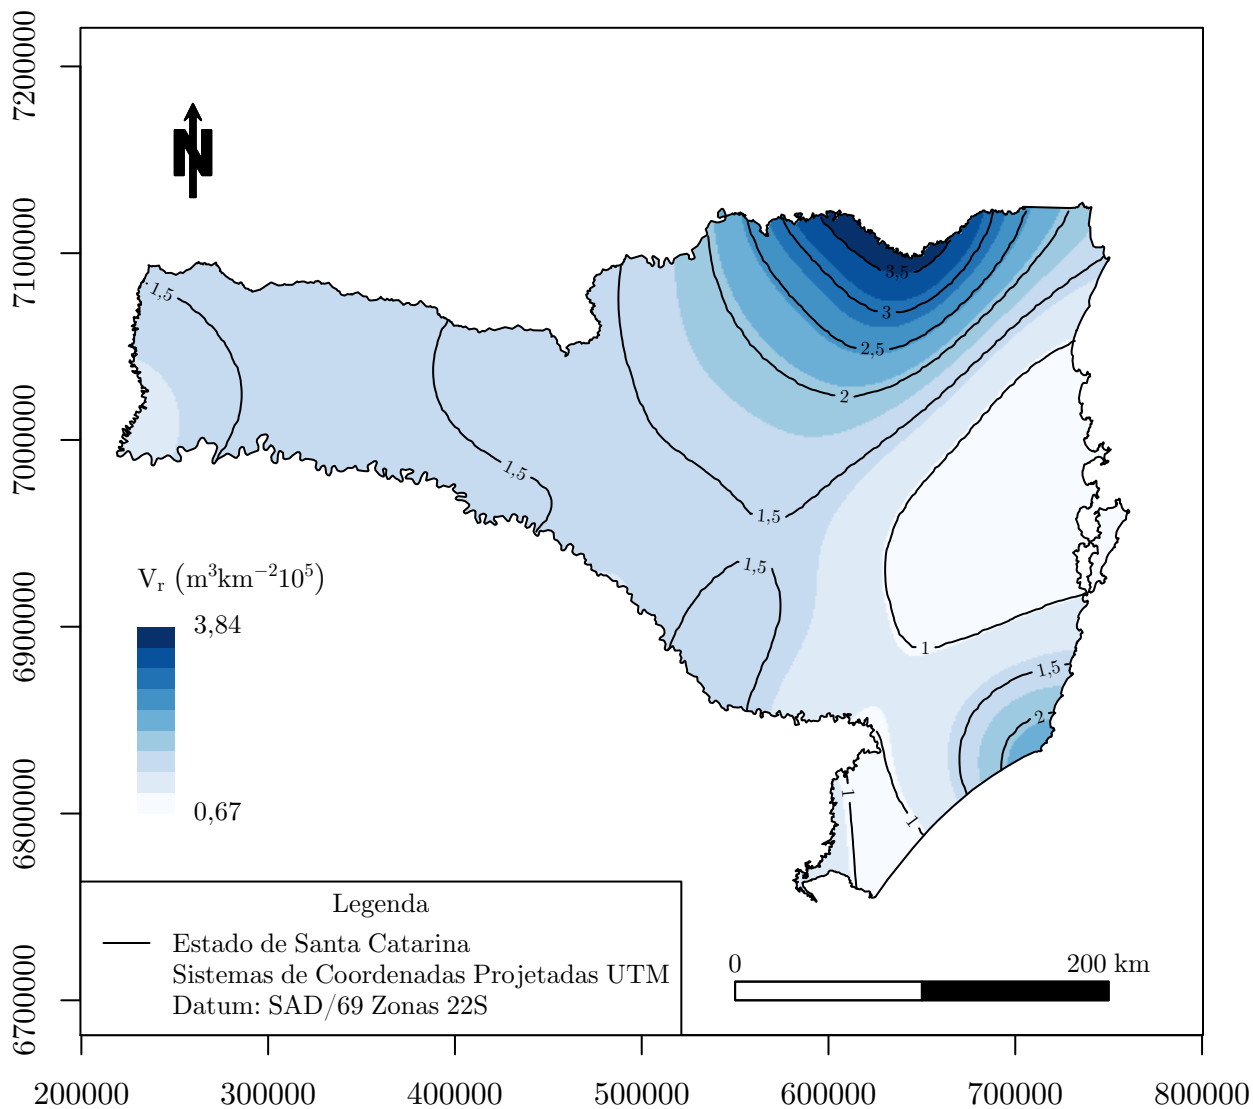 7200000
7100000
7000000
6900000
6800000
6700000
N
3,5
3
2,5
2
1,5
1,5
1,5
1,5
1,5
1
1,5
2
1
1
Vr (m³km⁻²10⁵)
3,84
0,67
Legenda
Estado de Santa Catarina
Sistemas de Coordenadas Projetadas UTM
Datum: SAD/69 Zonas 22S
0 200 km
200000 300000 400000 500000 600000 700000 800000